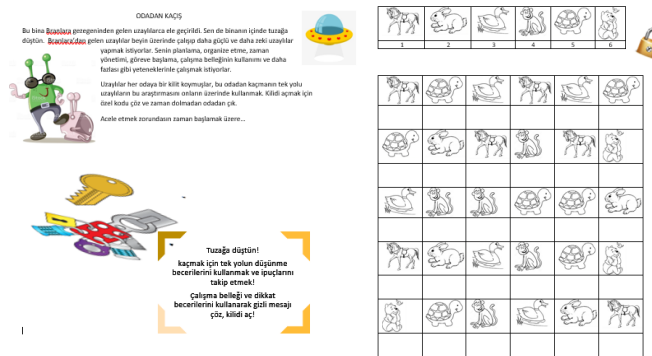 ODADAN KAÇIŞ
Bu bina Branlara gezegeninden gelen uzaylılarca ele geçirildi. Sen de binanın içinde tuzağa
düştün. Branlara'dan gelen uzaylılar beyin üzerinde çalışıp daha güçlü ve daha zeki uzaylılar
yapmak istiyorlar. Senin planlama, organize etme, zaman
yönetimi, göreve başlama, çalışma belleğinin kullanımı ve daha
fazlası gibi yeteneklerinle çalışmak istiyorlar.
Uzaylılar her odaya bir kilit koymuşlar, bu odadan kaçmanın tek yolu
uzaylıların bu araştırmasını onların üzerinde kullanmak. Kilidi açmak için
özel kodu çöz ve zaman dolmadan odadan çık.
Acele etmek zorundasın zaman başlamak üzere...
Tuzağa düştün!
kaçmak için tek yolun düşünme
becerilerini kullanmak ve ipuçlarını
takip etmek!
Çalışma belleği ve dikkat
becerilerini kullanarak gizli mesajı
çöz, kilidi aç!
1 2 3 4 5 6